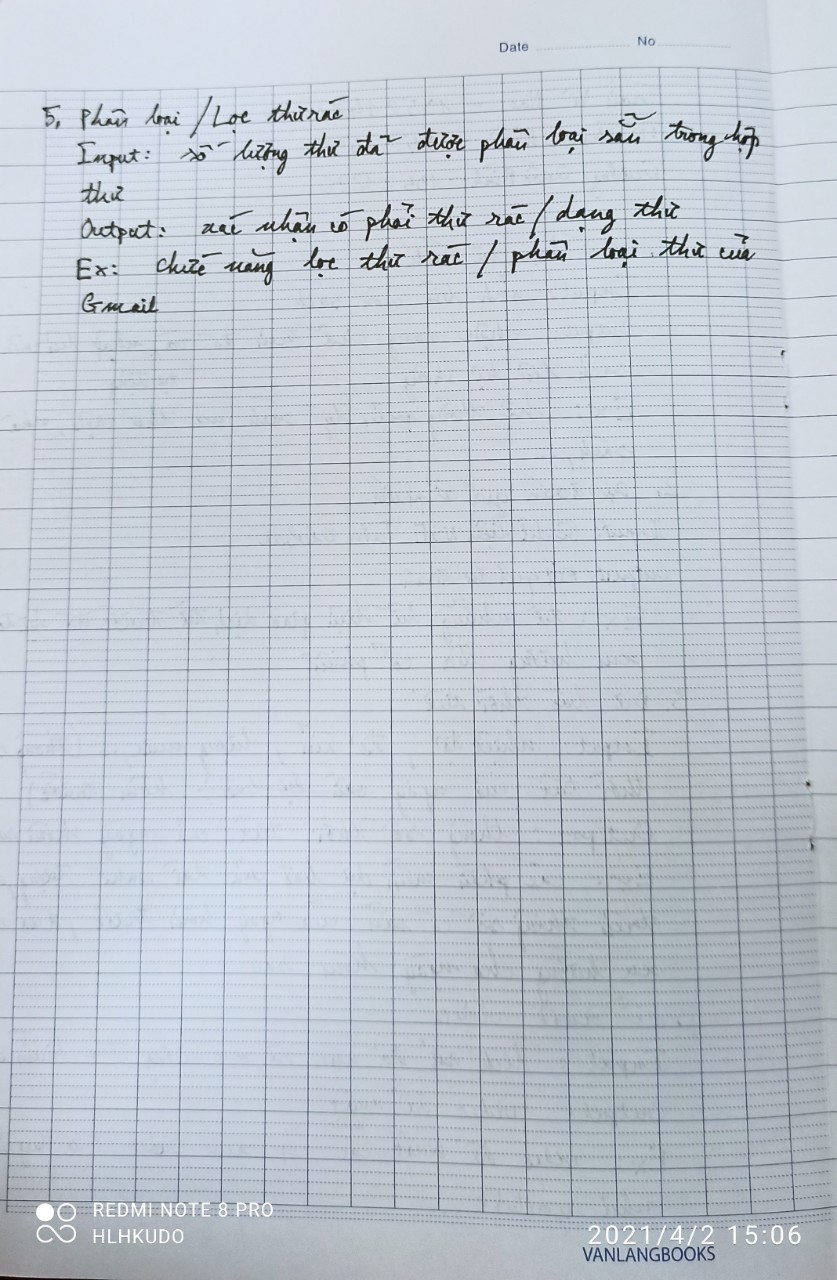 Date No
5, Phân loại / Lọc thư rác
Input: số lượng thư đã được phân loại sẵn trong hộp
thư
Output: xác nhận có phải thư rác / dạng thư
Ex: chức năng lọc thư rác / phân loại thư của
Gmail
REDMI NOTE 8 PRO
HLHKUDO
2021/4/2 15:06
VANLANGBOOKS